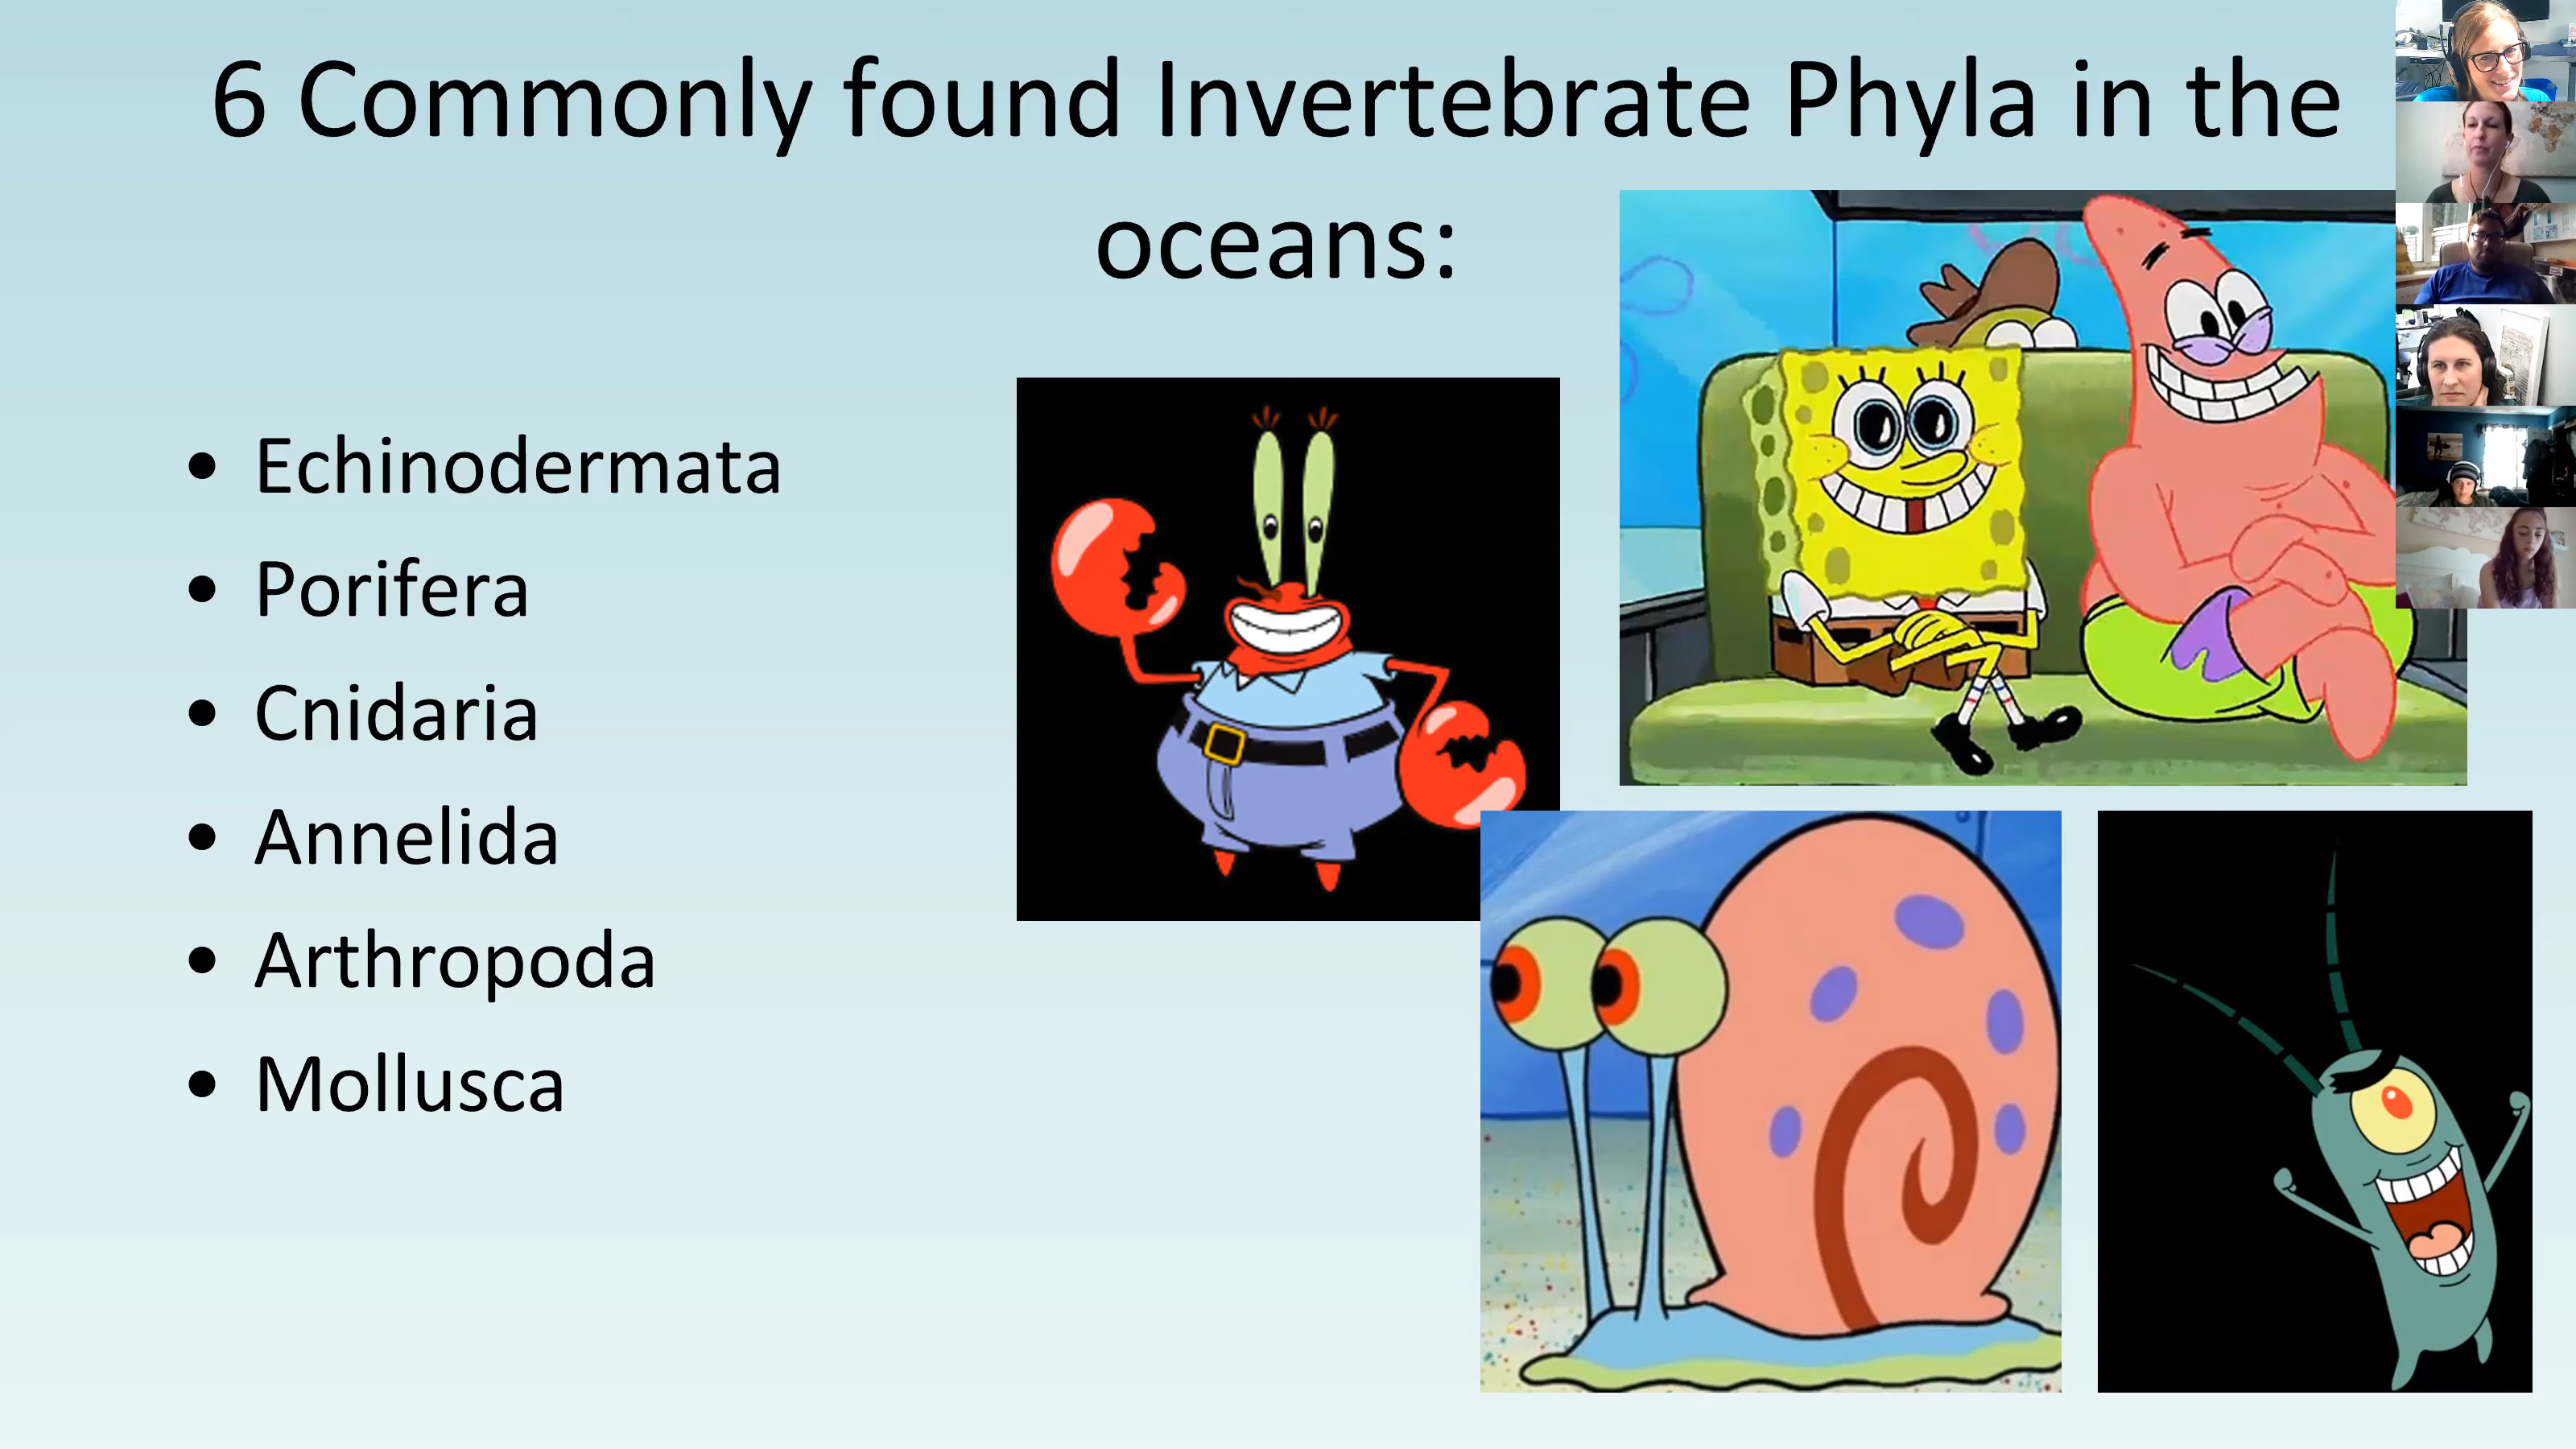 6 Commonly found Invertebrate Phyla in the
oceans:
• Echinodermata
• Porifera
• Cnidaria
• Annelida
• Arthropoda
• Mollusca